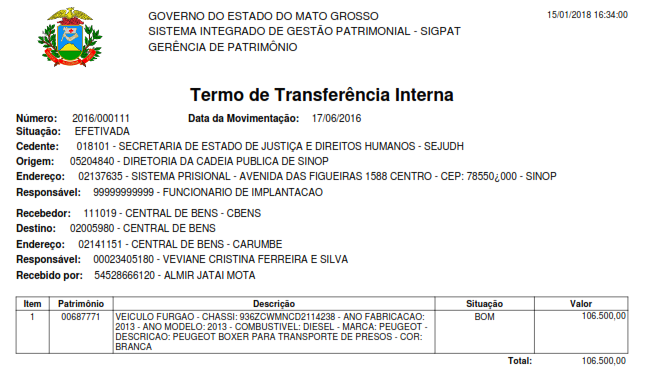 GOVERNO DO ESTADO DO MATO GROSSO 15/01/2018 16:34:00
SISTEMA INTEGRADO DE GESTÃO PATRIMONIAL - SIGPAT
GERÊNCIA DE PATRIMÔNIO
Termo de Transferência Interna
Número: 2016/000111 Data da Movimentação: 17/06/2016
Situação: EFETIVADA
Cedente: 018101 - SECRETARIA DE ESTADO DE JUSTIÇA E DIREITOS HUMANOS - SEJUDH
Origem: 05204840 - DIRETORIA DA CADEIA PUBLICA DE SINOP
Endereço: 02137635 - SISTEMA PRISIONAL - AVENIDA DAS FIGUEIRAS 1588 CENTRO - CEP: 78550¿000 - SINOP
Responsável: 99999999999 - FUNCIONARIO DE IMPLANTACAO
Recebedor: 111019 - CENTRAL DE BENS - CBENS
Destino: 02005980 - CENTRAL DE BENS
Endereço: 02141151 - CENTRAL DE BENS - CARUMBE
Responsável: 00023405180 - VEVIANE CRISTINA FERREIRA E SILVA
Recebido por: 54528666120 - ALMIR JATAI MOTA
Item Patrimônio Descrição Situação Valor
1 00687771 VEICULO FURGAO - CHASSI: 936ZCWMNCD2114238 - ANO FABRICACAO: BOM 106.500,00
2013 - ANO MODELO: 2013 - COMBUSTIVEL: DIESEL - MARCA: PEUGEOT -
DESCRICAO: PEUGEOT BOXER PARA TRANSPORTE DE PRESOS - COR:
BRANCA
Total: 106.500,00